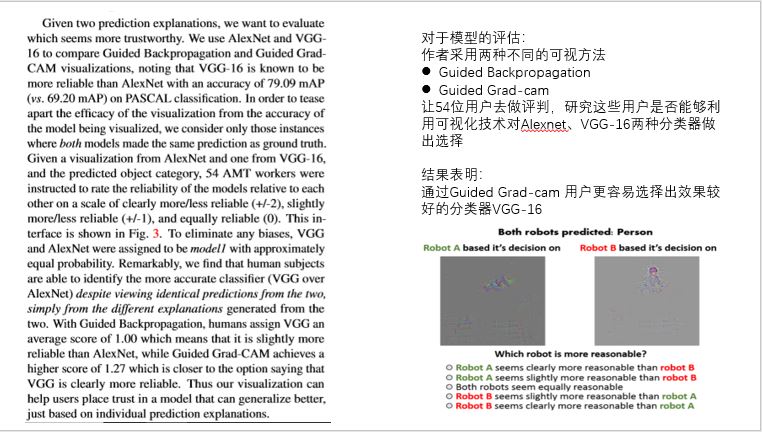 Given two prediction explanations, we want to evaluate
which seems more trustworthy. We use AlexNet and VGG-
16 to compare Guided Backpropagation and Guided Grad-
CAM visualizations, noting that VGG-16 is known to be
more reliable than AlexNet with an accuracy of 79.09 mAP
(vs. 69.20 mAP) on PASCAL classification. In order to tease
apart the efficacy of the visualization from the accuracy of
the model being visualized, we consider only those instances
where both models made the same prediction as ground truth.
Given a visualization from AlexNet and one from VGG-16,
and the predicted object category, 54 AMT workers were
instructed to rate the reliability of the models relative to each
other on a scale of clearly more/less reliable (+/-2), slightly
more/less reliable (+/-1), and equally reliable (0). This in-
terface is shown in Fig. 3. To eliminate any biases, VGG
and AlexNet were assigned to be model1 with approximately
equal probability. Remarkably, we find that human subjects
are able to identify the more accurate classifier (VGG over
AlexNet) despite viewing identical predictions from the two,
simply from the different explanations generated from the
two. With Guided Backpropagation, humans assign VGG an
average score of 1.00 which means that it is slightly more
reliable than AlexNet, while Guided Grad-CAM achieves a
higher score of 1.27 which is closer to the option saying that
VGG is clearly more reliable. Thus our visualization can
help users place trust in a model that can generalize better,
just based on individual prediction explanations.
对于模型的评估:
作者采用两种不同的可视方法
● Guided Backpropagation
● Guided Grad-cam
让54位用户去做评判，研究这些用户是否能够利
用可视化技术对Alexnet、VGG-16两种分类器做
出选择
结果表明:
通过Guided Grad-cam 用户更容易选择出效果较
好的分类器VGG-16
Both robots predicted: Person
Robot A based it's decision on
Robot B based it's decision on
Which robot is more reasonable?
○ Robot A seems clearly more reasonable than robot B
○ Robot A seems slightly more reasonable than robot B
○ Both robots seem equally reasonable
○ Robot B seems slightly more reasonable than robot A
○ Robot B seems clearly more reasonable than robot A